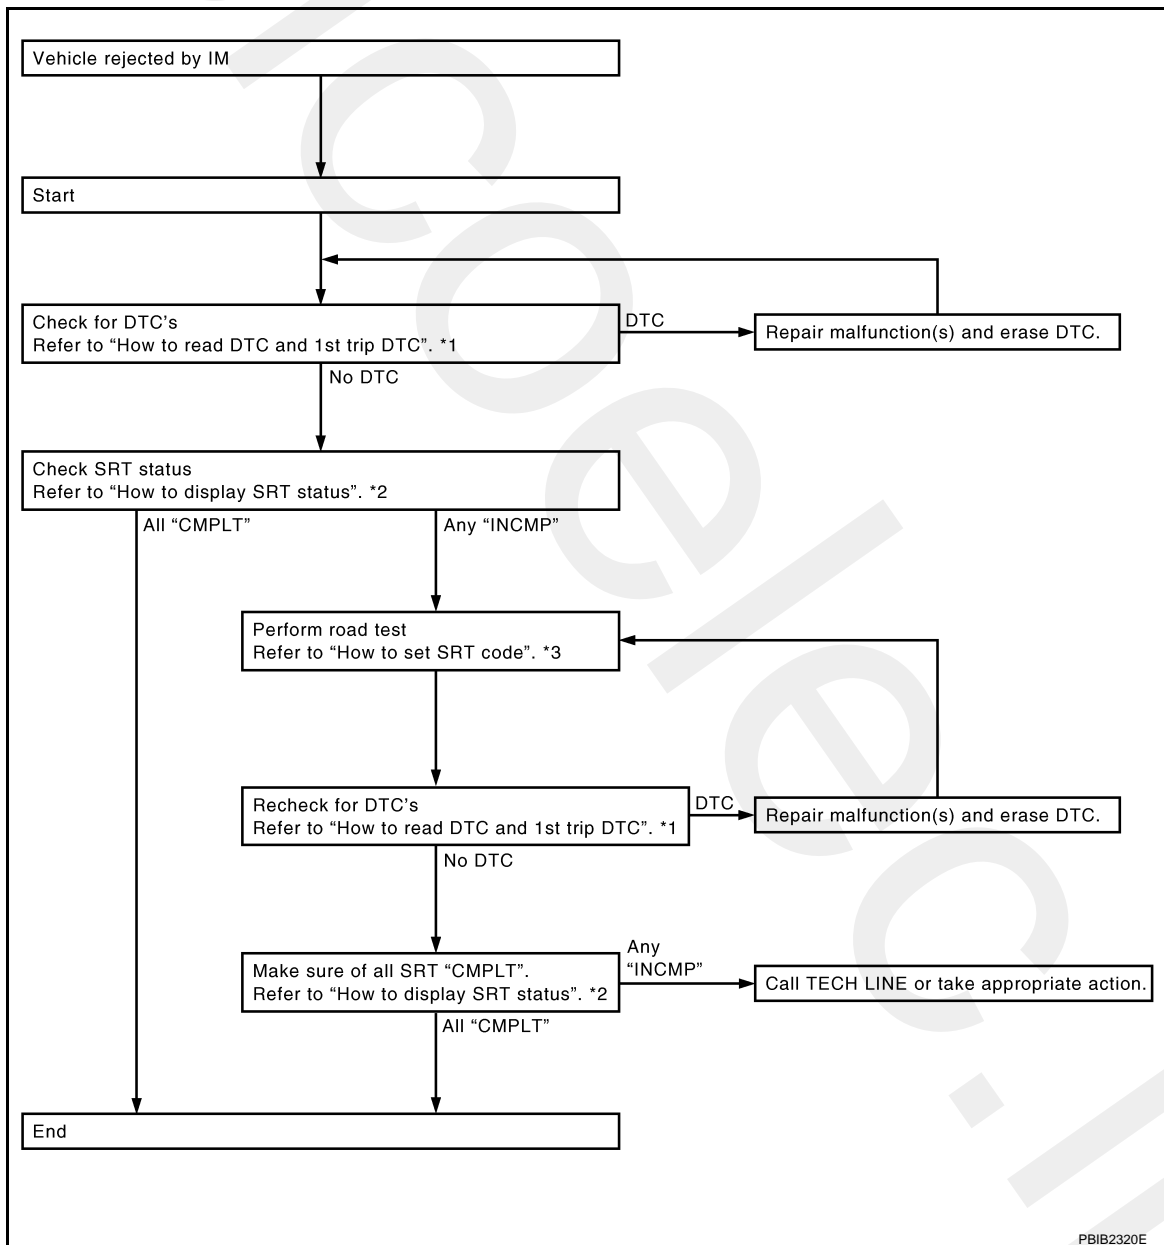 Vehicle rejected by IM
Start
Check for DTC's
Refer to “How to read DTC and 1st trip DTC”. *1
DTC
Repair malfunction(s) and erase DTC.
No DTC
Check SRT status
Refer to “How to display SRT status”. *2
All “CMPLT”
Any “INCMP”
Perform road test
Refer to “How to set SRT code”. *3
Recheck for DTC's
Refer to “How to read DTC and 1st trip DTC”. *1
DTC
Repair malfunction(s) and erase DTC.
No DTC
Make sure of all SRT “CMPLT”.
Refer to “How to display SRT status”. *2
Any
“INCMP”
Call TECH LINE or take appropriate action.
All “CMPLT”
End
PBIB2320E